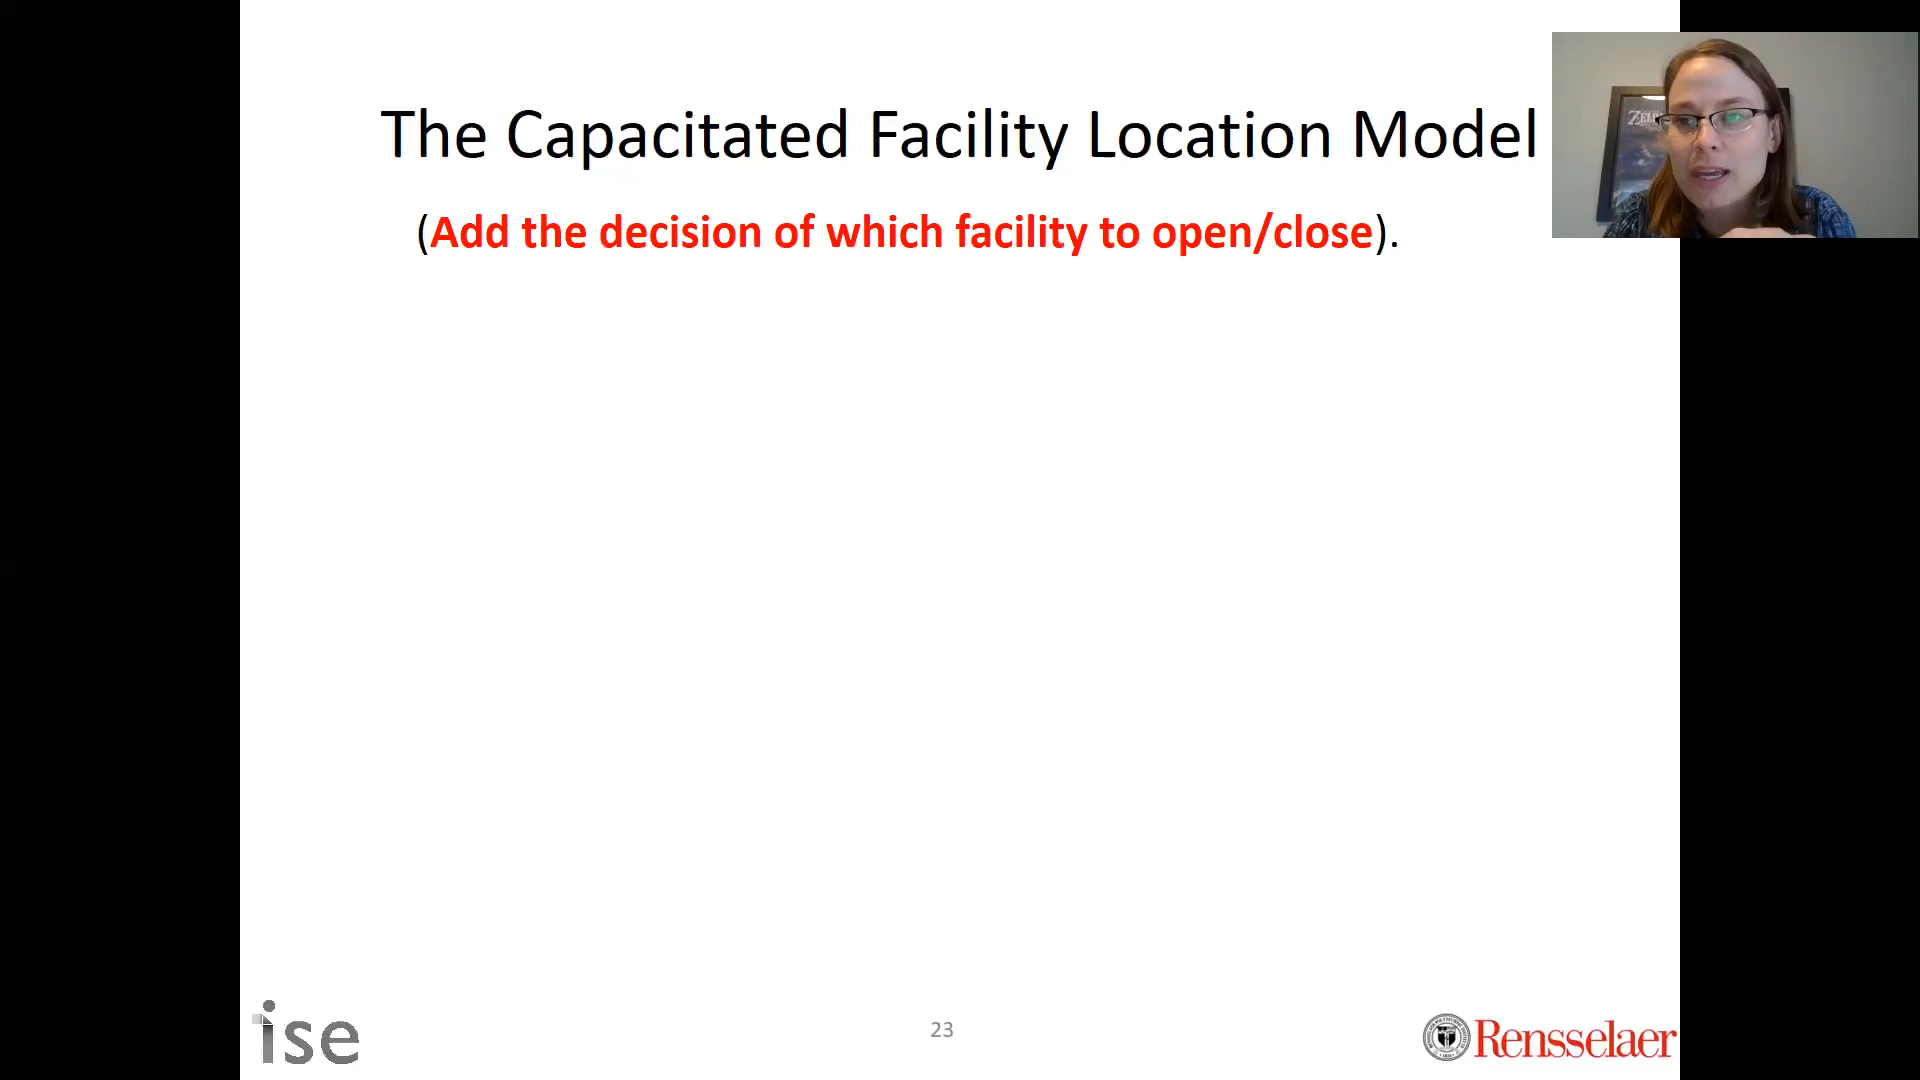 The Capacitated Facility Location Model
(Add the decision of which facility to open/close).
ise
23
Rensselaer